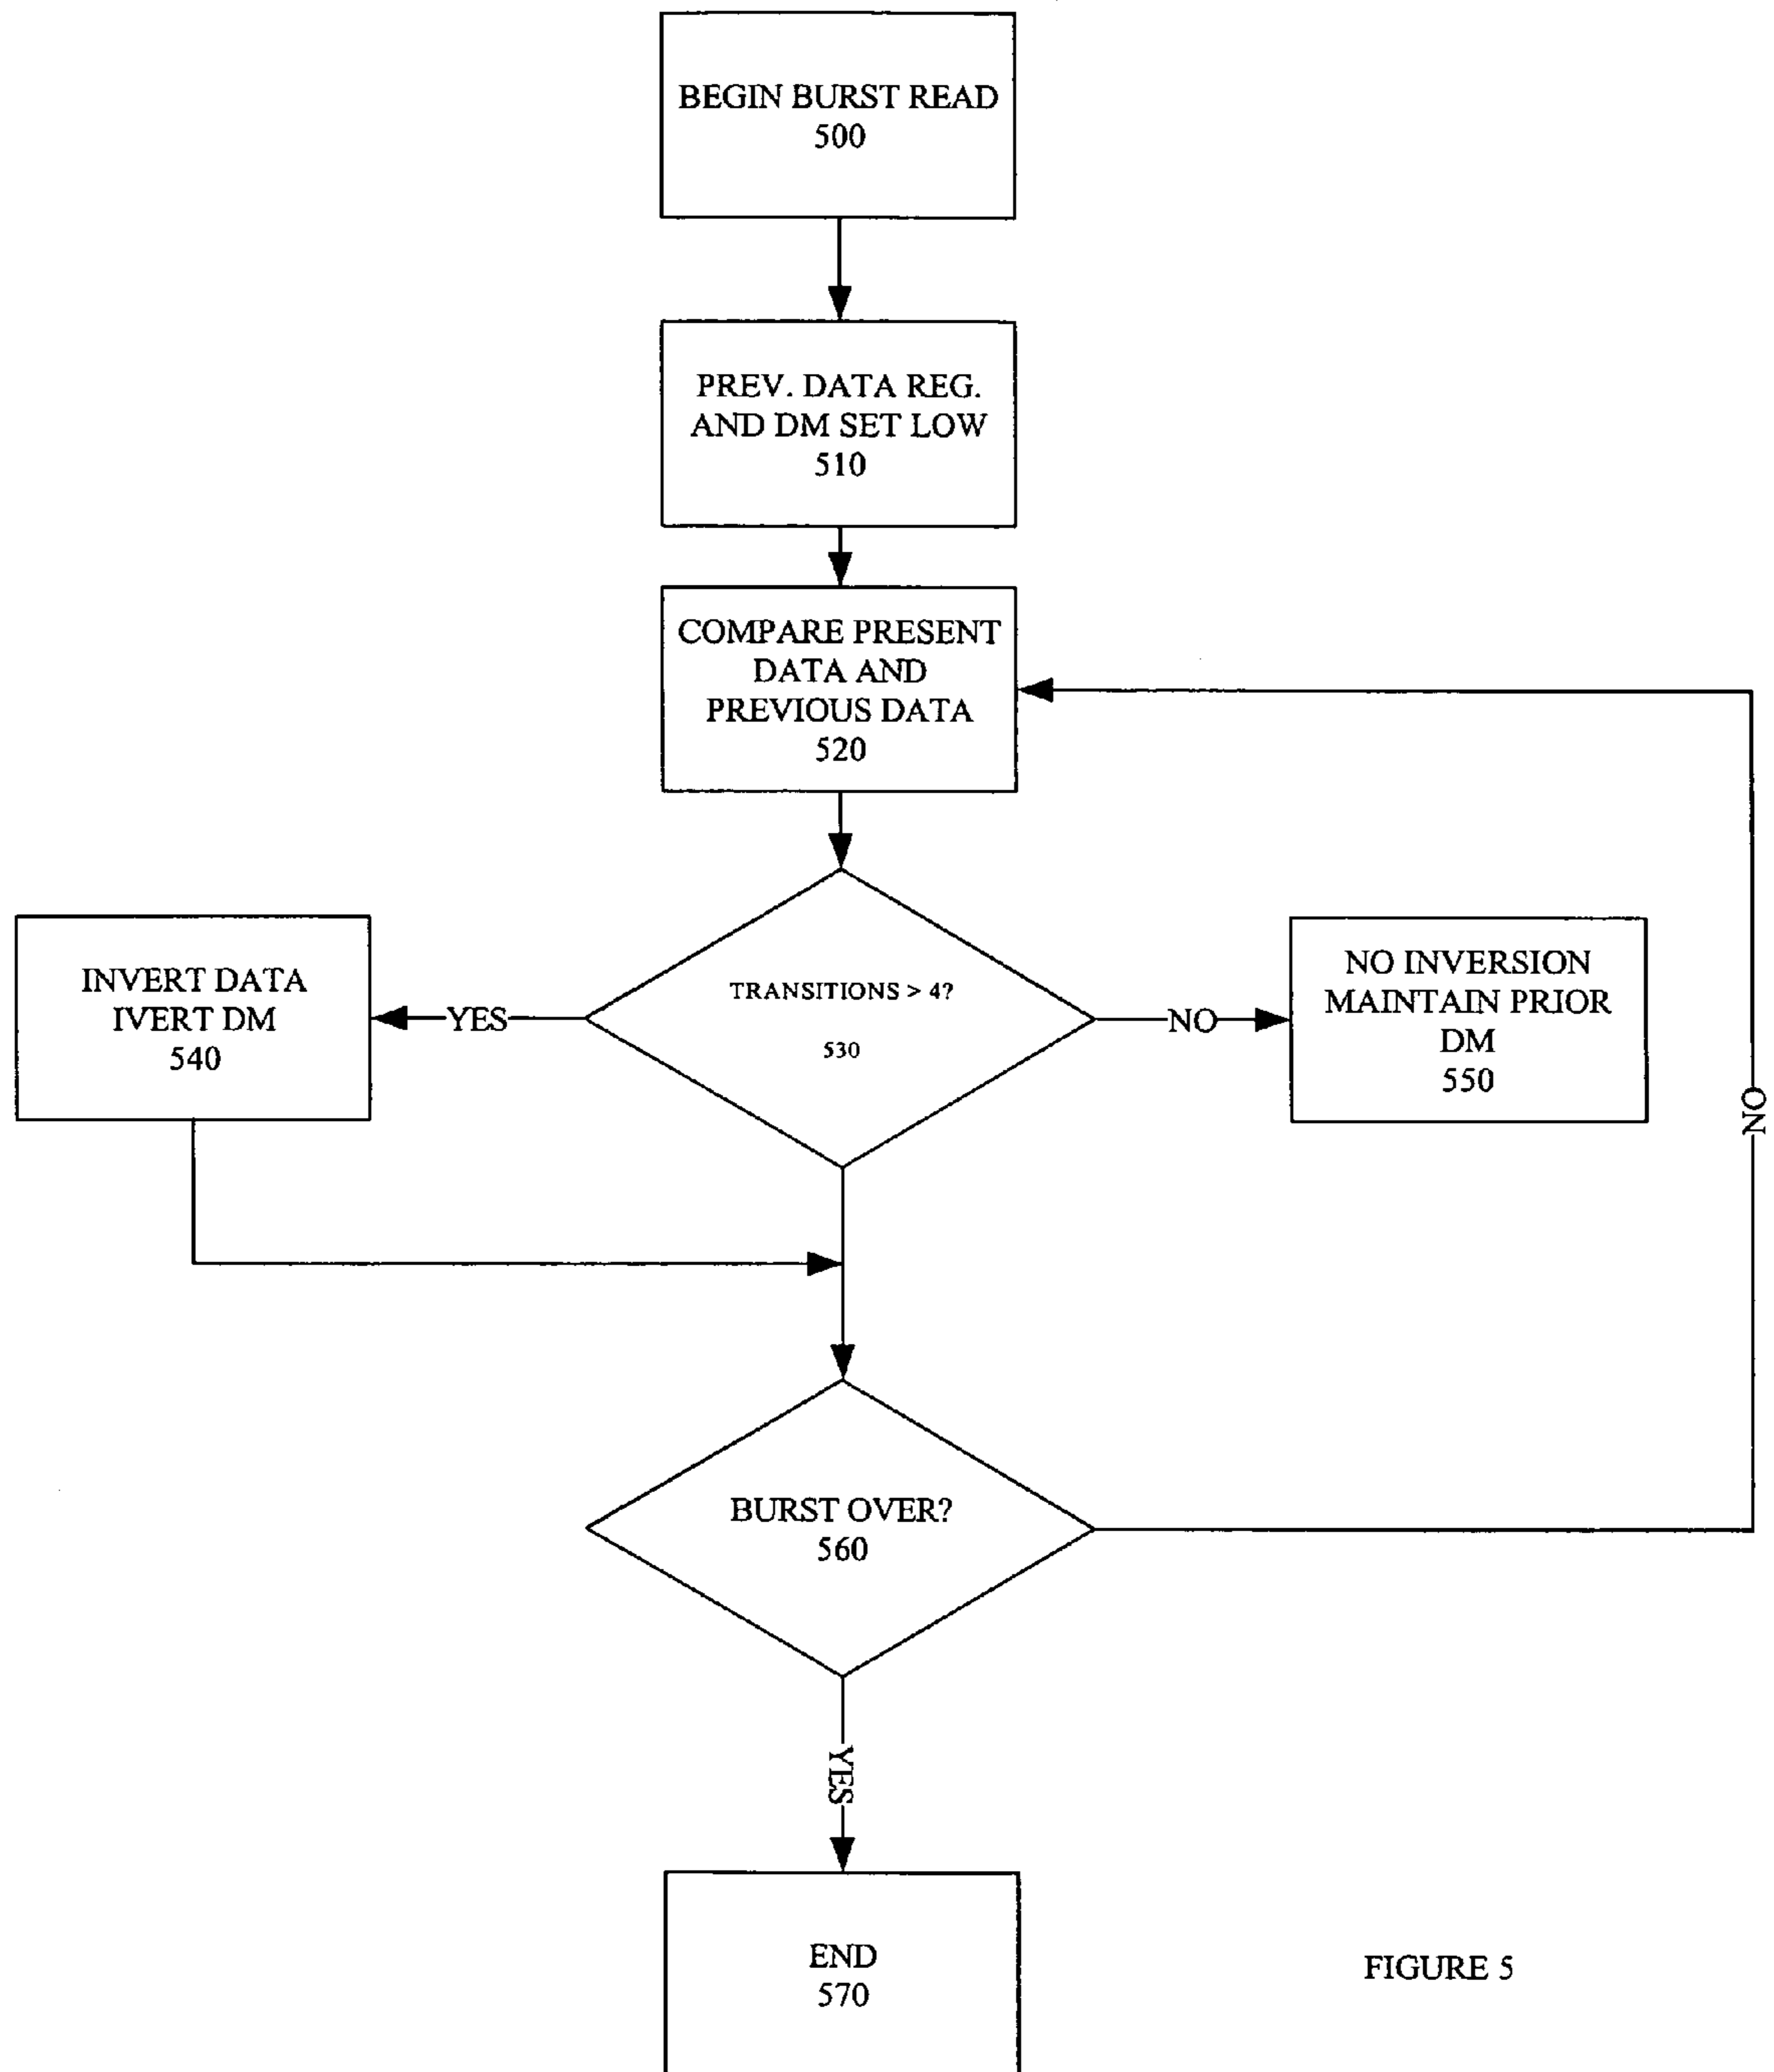 BEGIN BURST READ
500
PREV. DATA REG.
AND DM SET LOW
510
COMPARE PRESENT
DATA AND
PREVIOUS DATA
520
INVERT DATA
IVERT DM
540
YES
TRANSITIONS > 4?
530
NO
NO INVERSION
MAINTAIN PRIOR
DM
550
NO
BURST OVER?
560
YES
END
570
FIGURE 5